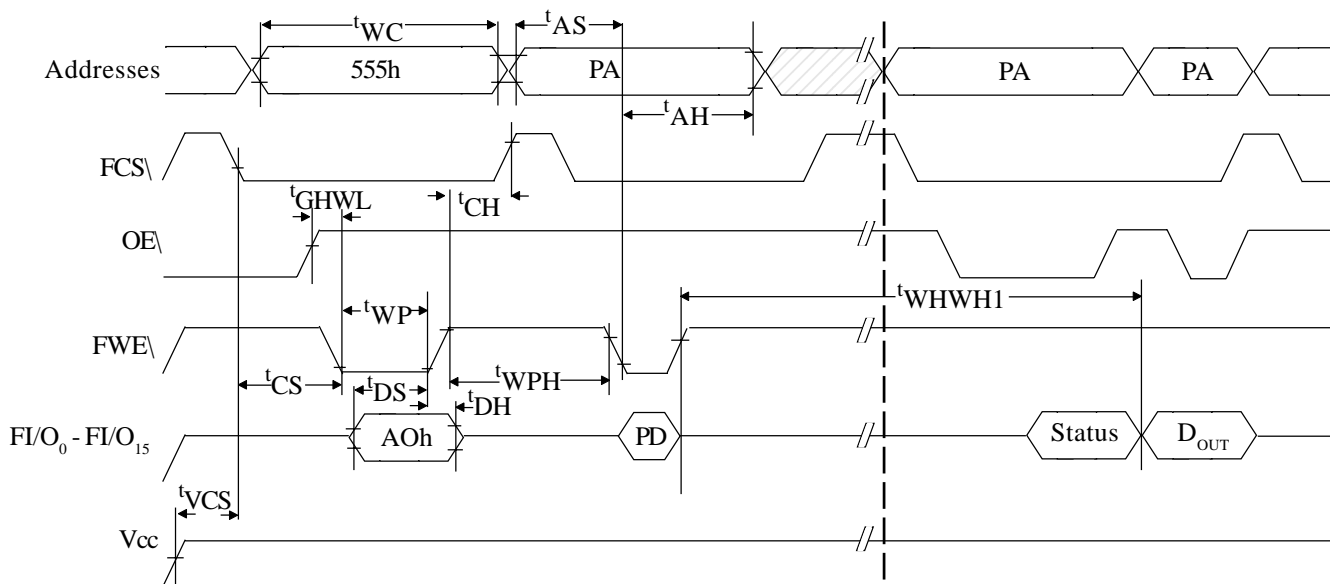 tWC
tAS
Addresses 555h PA PA PA
tAH
FCS\
tGHWL tCH
OE\
tWP tWHWH1
FWE\
tCS tDS tWPH
tDH
FI/O0 - FI/O15 AOh PD Status DOUT
tVCS
Vcc